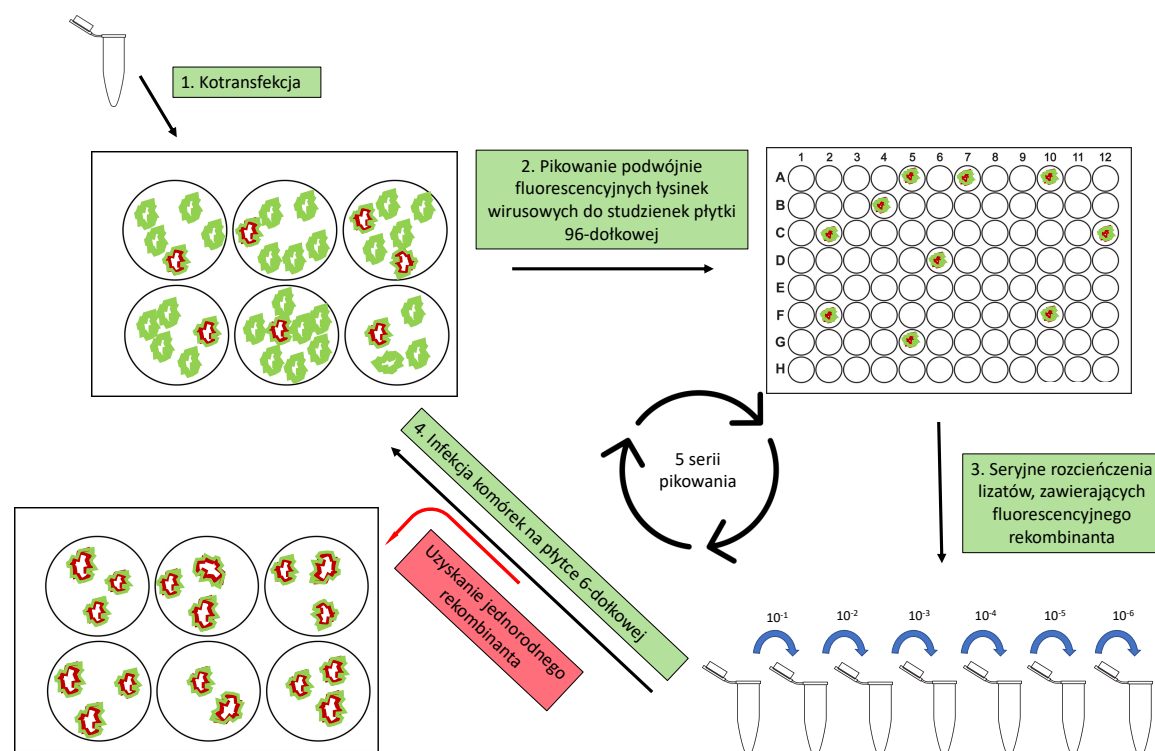 1. Kotransfekcja
2. Pikowanie podwójnie
fluorescencyjnych łysinek
wirusowych do studzienek płytki
96-dołkowej
1 2 3 4 5 6 7 8 9 10 11 12
A
B
C
D
E
F
G
H
5 serii
pikowania
3. Seryjne rozcieńczenia
lizatów, zawierających
fluorescencyjnego
rekombinanta
4. Infekcja komórek na płytce 6-dołkowej
Uzyskanie jednorodnego
rekombinanta
10⁻¹ 10⁻² 10⁻³ 10⁻⁴ 10⁻⁵ 10⁻⁶